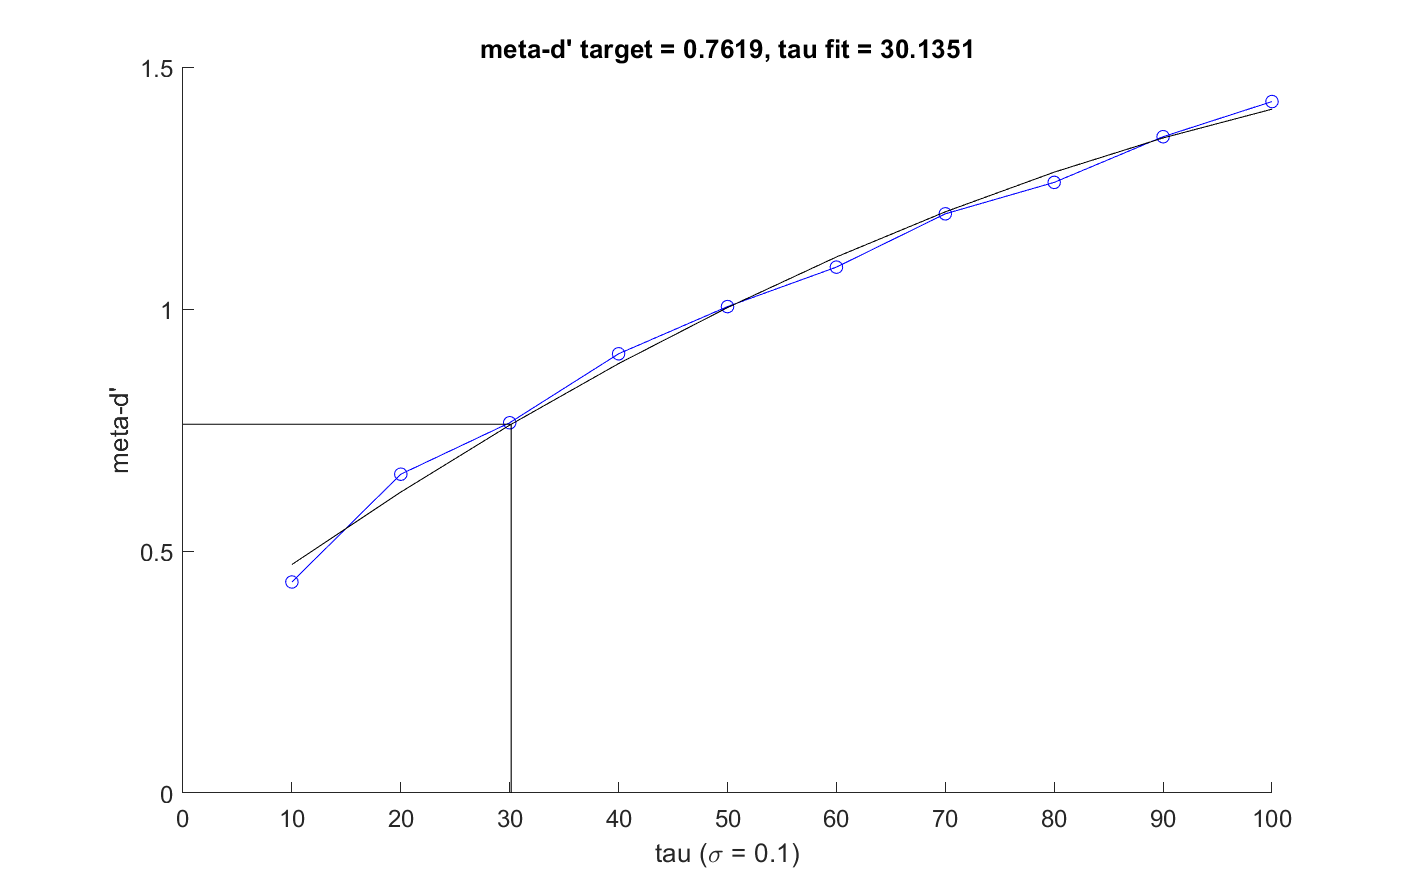 meta-d' target = 0.7619, tau fit = 30.1351
1.5
1
0.5
0
meta-d'
0 10 20 30 40 50 60 70 80 90 100
tau (σ = 0.1)